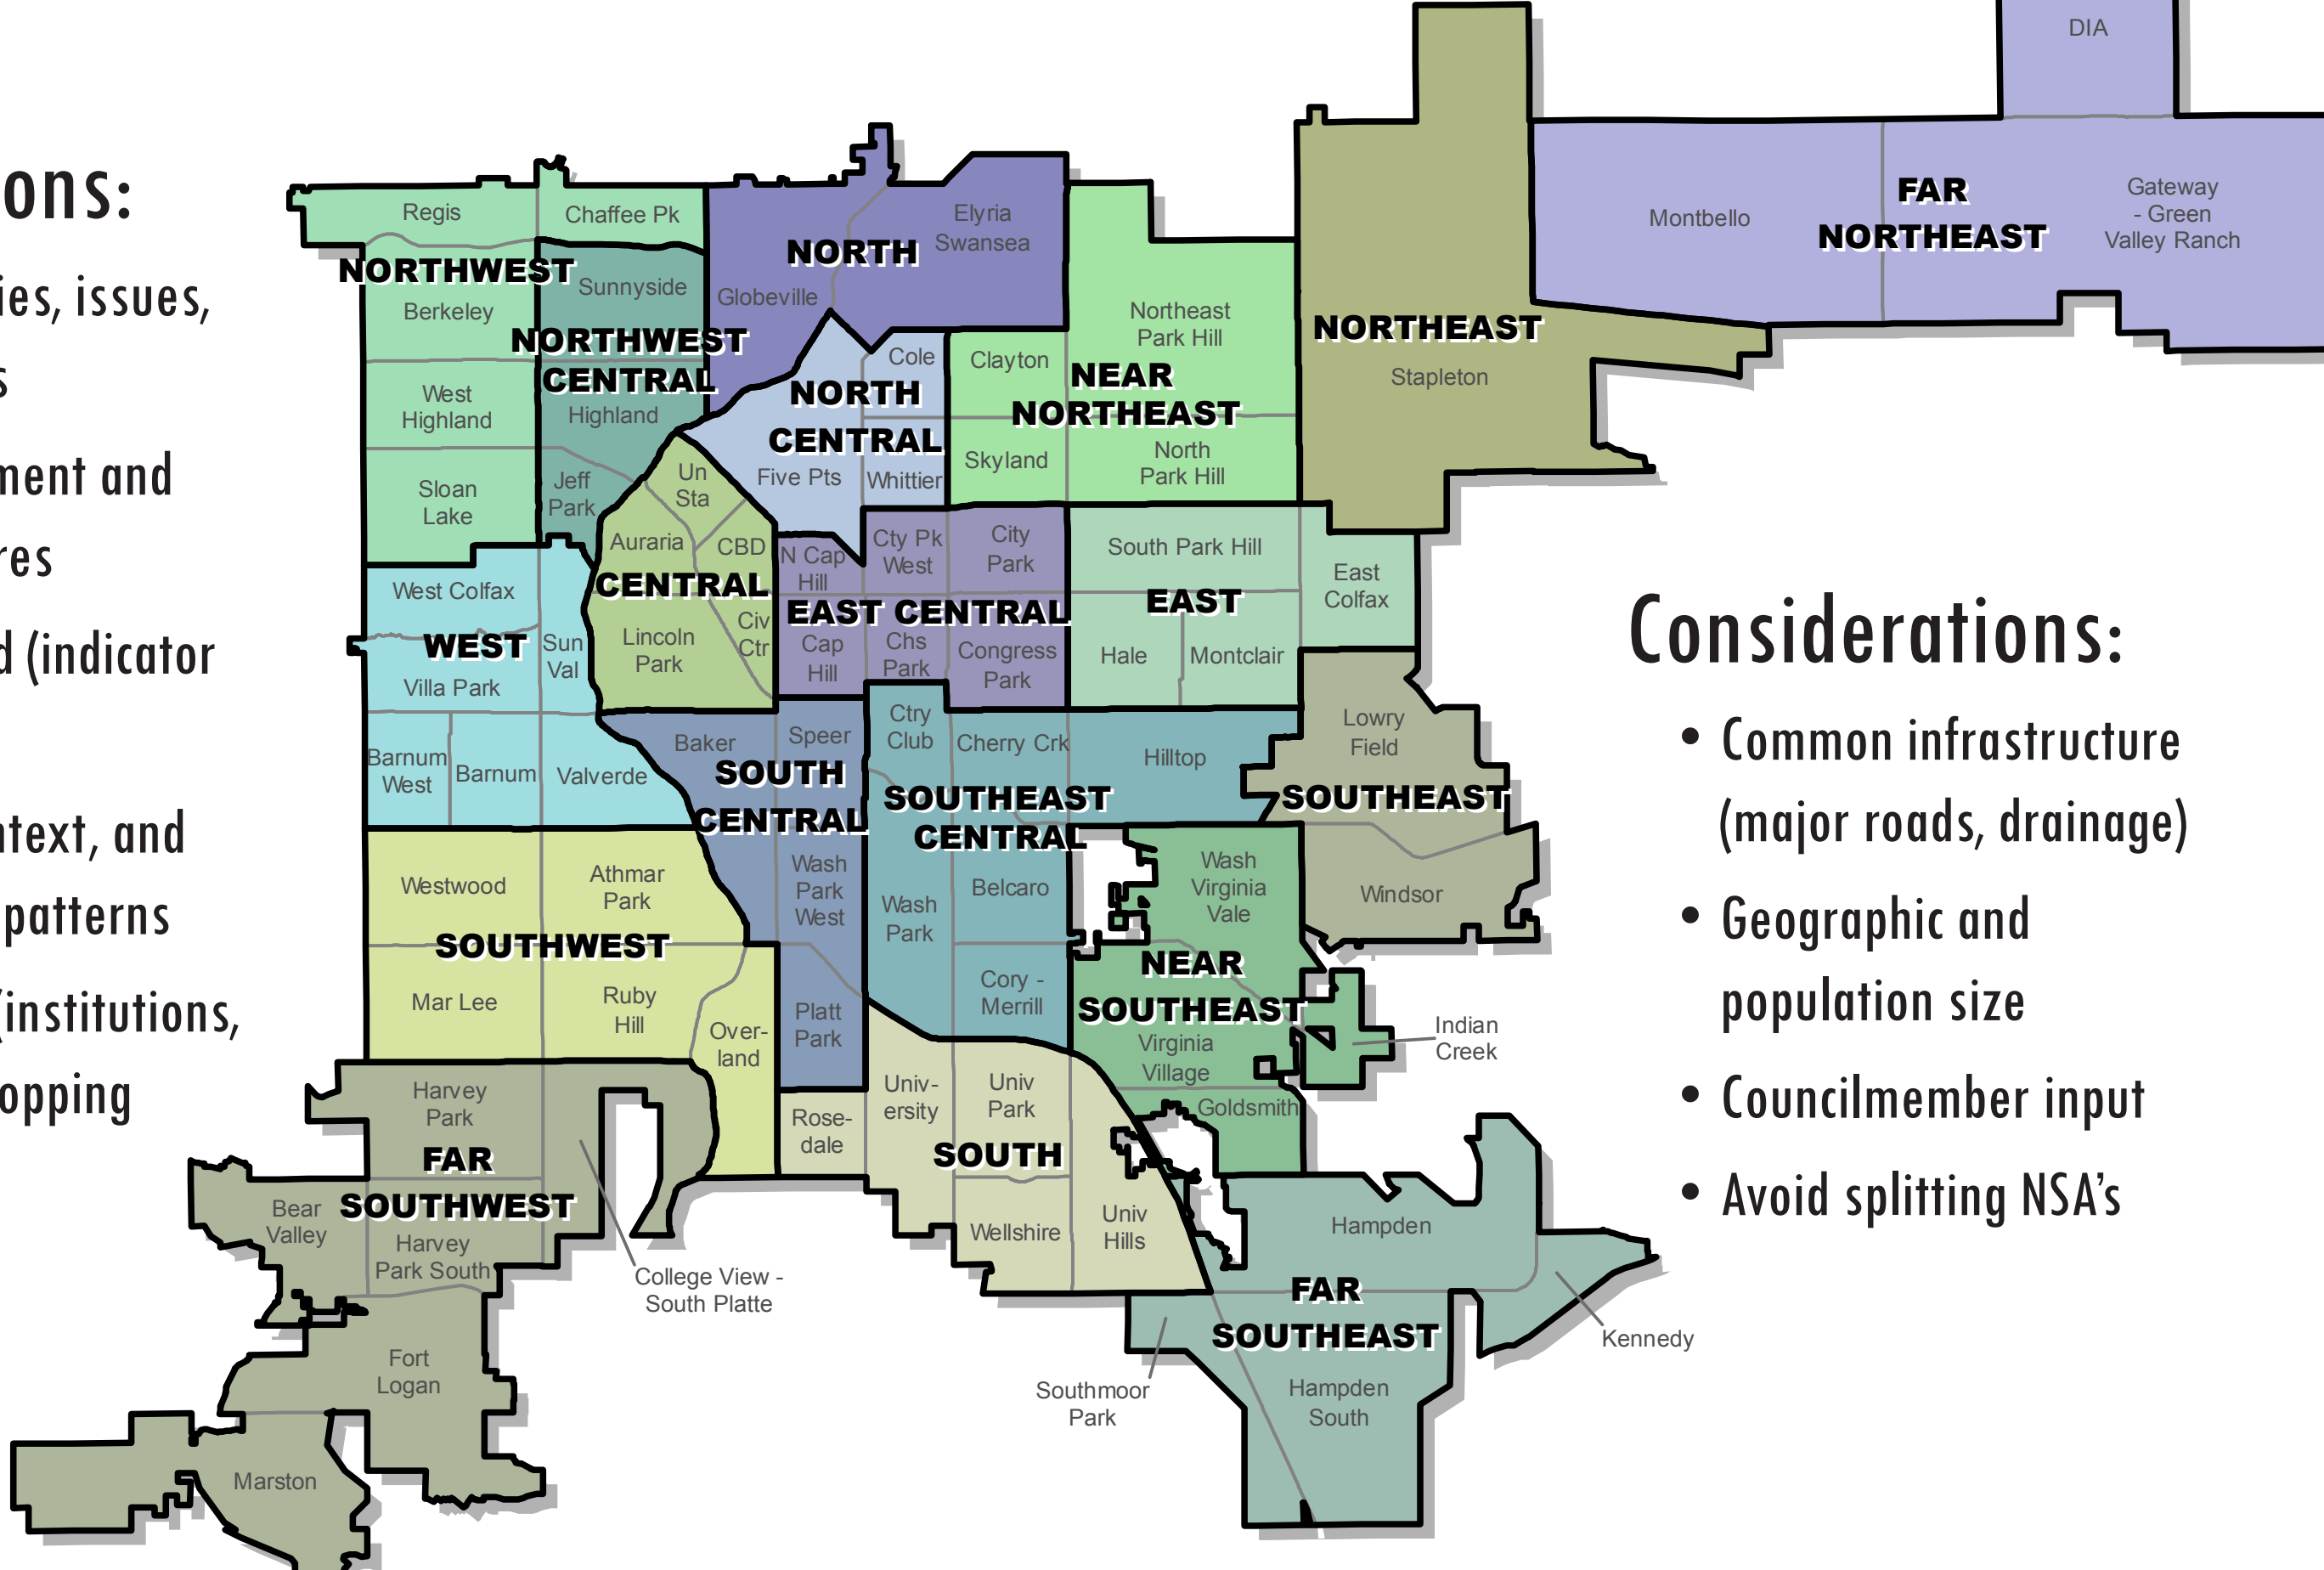 ons:
ies, issues,
s
ment and
res
d (indicator
ntext, and
patterns
(institutions,
opping
DIA
FAR
NORTHEAST
Montbello
Gateway
- Green
Valley Ranch
Regis
Chaffee Pk
NORTHWEST
Berkeley
West
Highland
Sloan
Lake
Sunnyside
NORTHWEST
CENTRAL
Highland
Jeff
Park
NORTH
Elyria
Swansea
Globeville
Cole
NORTH
CENTRAL
Five Pts
Whittier
Clayton
Northeast
Park Hill
NEAR
NORTHEAST
Skyland
North
Park Hill
NORTHEAST
Stapleton
Un
Sta
Auraria
CBD
CENTRAL
Lincoln
Park
Civ
Ctr
N Cap
Hill
Cty Pk
West
City
Park
EAST CENTRAL
Cap
Hill
Chs
Park
Congress
Park
South Park Hill
East
Colfax
EAST
Hale
Montclair
West Colfax
WEST
Sun
Val
Villa Park
Barnum
West
Barnum
Valverde
Baker
Speer
SOUTH
CENTRAL
Wash
Park
West
Platt
Park
Ctry
Club
Cherry Crk
Hilltop
SOUTHEAST
CENTRAL
Wash
Park
Belcaro
Cory -
Merrill
Lowry
Field
SOUTHEAST
Windsor
Westwood
Athmar
Park
SOUTHWEST
Mar Lee
Ruby
Hill
Over-
land
Wash
Virginia
Vale
NEAR
SOUTHEAST
Virginia
Village
Indian
Creek
Goldsmith
Harvey
Park
FAR
SOUTHWEST
Bear
Valley
Harvey
Park South
College View -
South Platte
Fort
Logan
Marston
Rose-
dale
Univ-
ersity
Univ
Park
SOUTH
Wellshire
Univ
Hills
Hampden
FAR
SOUTHEAST
Kennedy
Southmoor
Park
Hampden
South
Considerations:
• Common infrastructure
(major roads, drainage)
• Geographic and
population size
• Councilmember input
• Avoid splitting NSA's